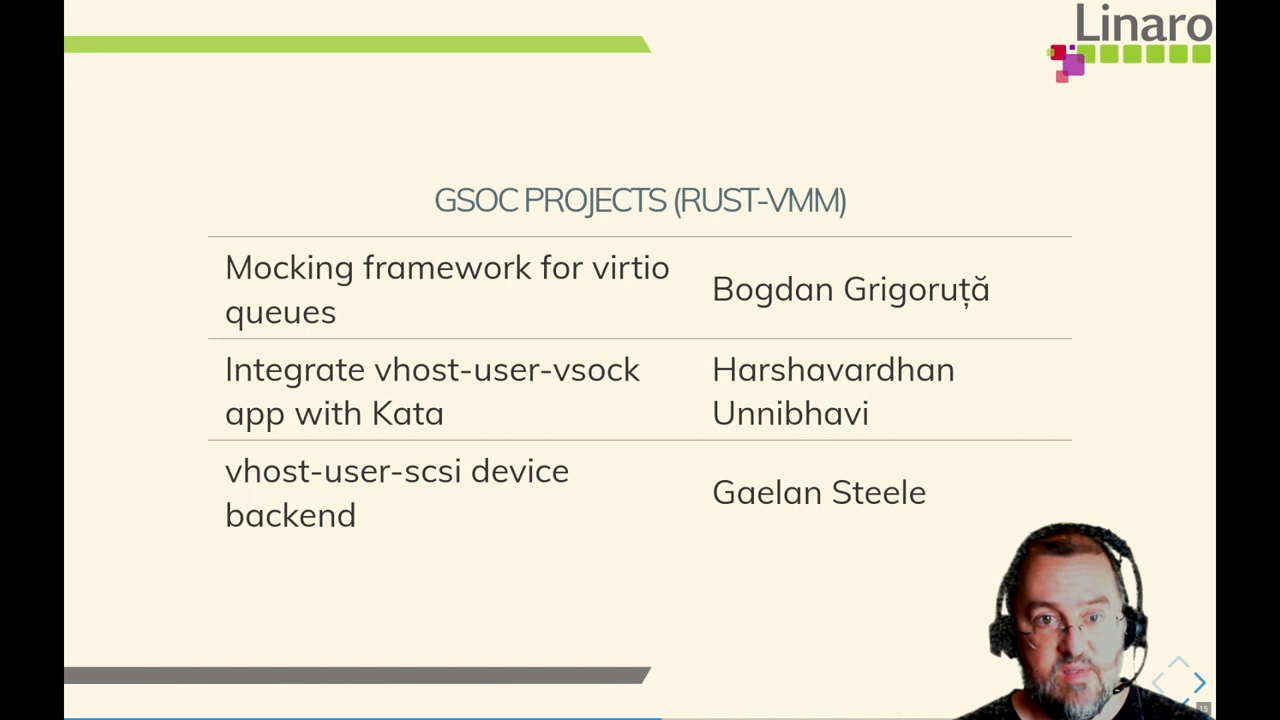 Linaro
GSOC PROJECTS (RUST-VMM)
Mocking framework for virtio
queues
Bogdan Grigoruță
Integrate vhost-user-vsock
app with Kata
Harshavardhan
Unnibhavi
vhost-user-scsi device
backend
Gaelan Steele
15